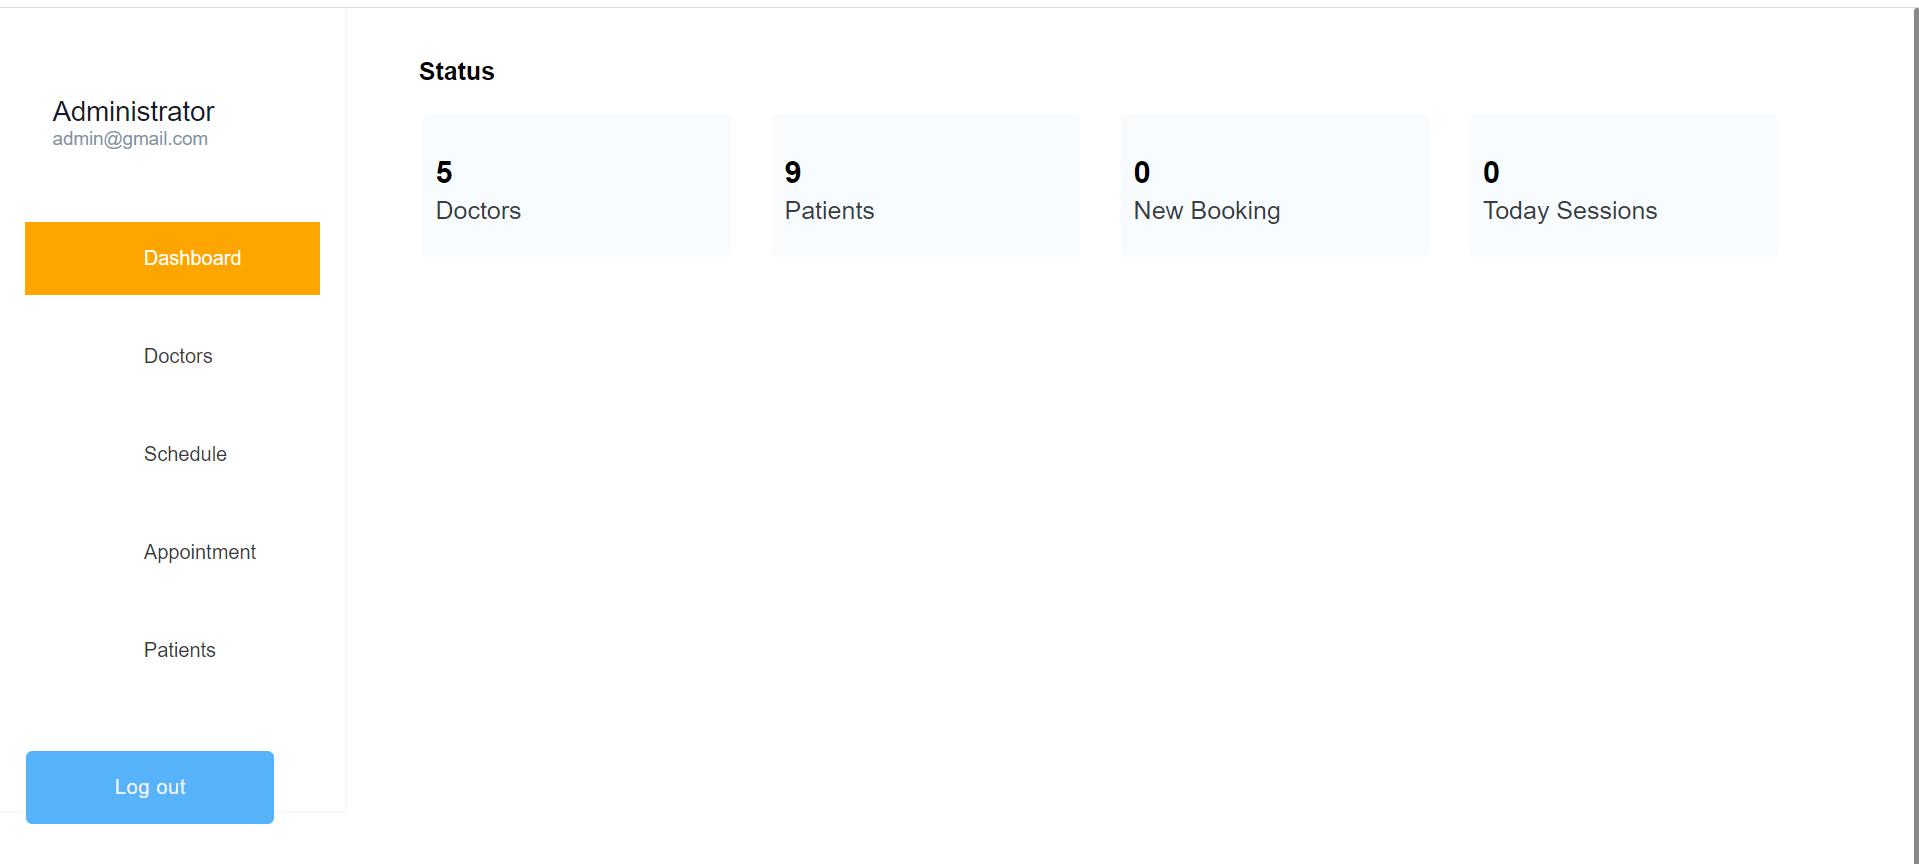 Administrator
admin@gmail.com
Dashboard
Doctors
Schedule
Appointment
Patients
Log out
Status
5
Doctors
9
Patients
0
New Booking
0
Today Sessions